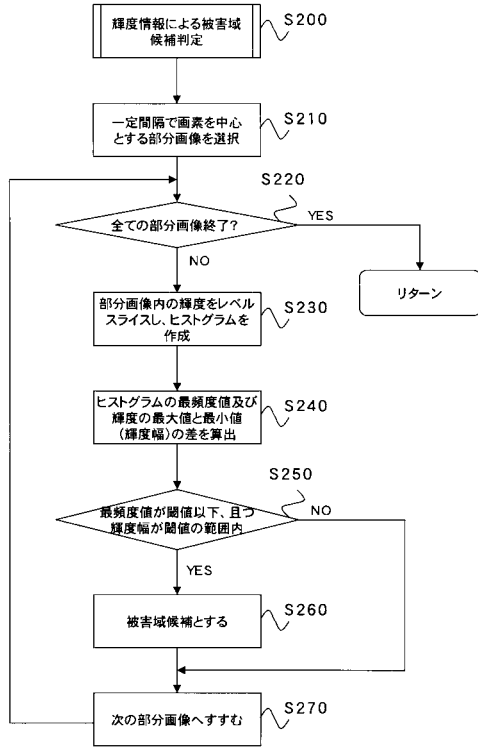 輝度情報による被害域
候補判定
S200
一定間隔で画素を中心
とする部分画像を選択
S210
S220
全ての部分画像終了?
YES
NO
リターン
部分画像内の輝度をレベル
スライスし、ヒストグラムを
作成
S230
ヒストグラムの最頻度値及び
輝度の最大値と最小値
(輝度幅)の差を算出
S240
S250
最頻度値が閾値以下、且つ
輝度幅が閾値の範囲内
NO
YES
被害域候補とする
S260
次の部分画像へすすむ
S270